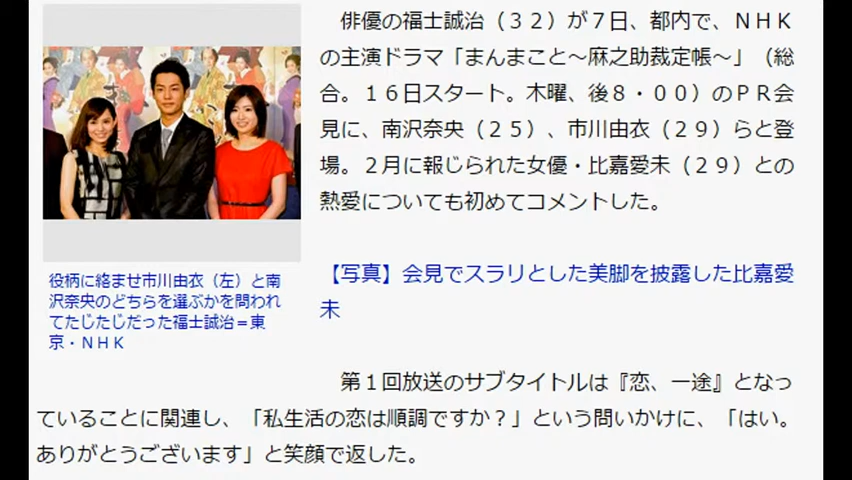 俳優の福士誠治（３２）が７日、都内で、ＮＨＫ
の主演ドラマ「まんまこと～麻之助裁定帳～」（総
合。１６日スタート。木曜、後８・００）のＰＲ会
見に、南沢奈央（２５）、市川由衣（２９）らと登
場。２月に報じられた女優・比嘉愛未（２９）との
熱愛についても初めてコメントした。
【写真】会見でスラリとした美脚を披露した比嘉愛
未
役柄に絡ませ市川由衣（左）と南
沢奈央のどちらを選ぶかを問われ
てたじたじだった福士誠治＝東
京・ＮＨＫ
第１回放送のサブタイトルは『恋、一途』となっ
ていることに関連し、「私生活の恋は順調ですか？」という問いかけに、「はい。
ありがとうございます」と笑顔で返した。